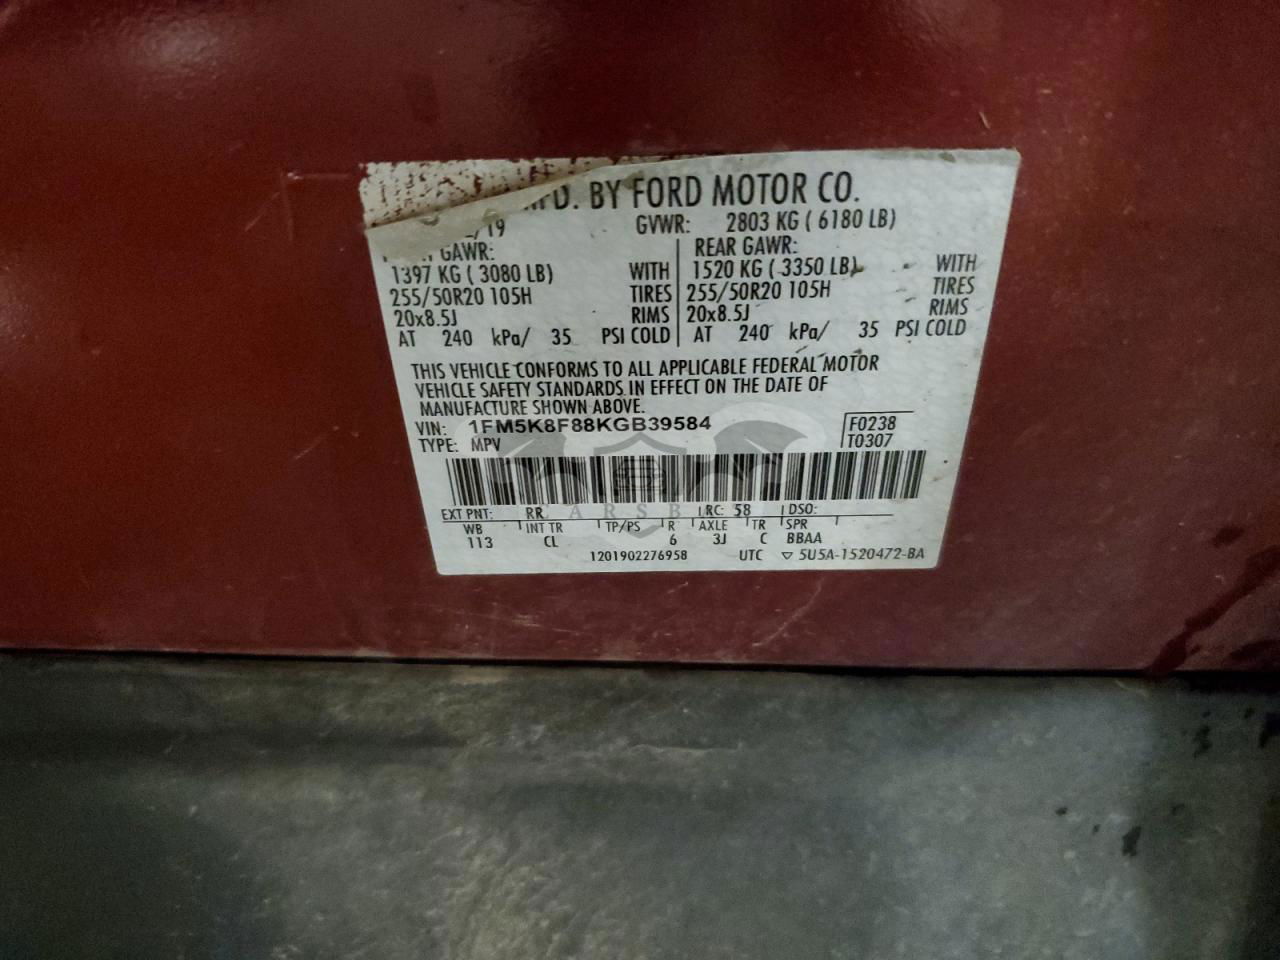 BY FORD MOTOR CO.
/19 GVWR: 2803 KG ( 6180 LB)
GAWR: REAR GAWR:
1397 KG ( 3080 LB) WITH 1520 KG ( 3350 LB) WITH
255/50R20 105H TIRES 255/50R20 105H TIRES
20x8.5J RIMS 20x8.5J RIMS
AT 240 kPa/ 35 PSI COLD AT 240 kPa/ 35 PSI COLD
THIS VEHICLE CONFORMS TO ALL APPLICABLE FEDERAL MOTOR
VEHICLE SAFETY STANDARDS IN EFFECT ON THE DATE OF
MANUFACTURE SHOWN ABOVE.
VIN: 1FM5K8F88KGB39584 F0238
TYPE: MPV T0307
EXT PNT: RR RC: 58 DSO:
WB INT TR TP/PS R AXLE TR SPR
113 CL 6 3J C BBAA
1201902276958 UTC ▽ 5U5A-1520472-BA